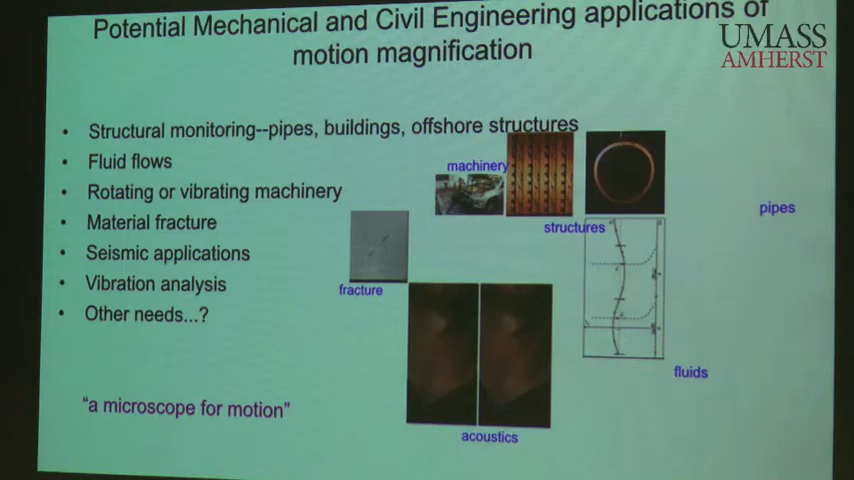 Potential Mechanical and Civil Engineering applications of
motion magnification
UMASS
AMHERST
• Structural monitoring--pipes, buildings, offshore structures
• Fluid flows
• Rotating or vibrating machinery
• Material fracture
• Seismic applications
• Vibration analysis
• Other needs...?
machinery
pipes
structures
fracture
fluids
"a microscope for motion"
acoustics